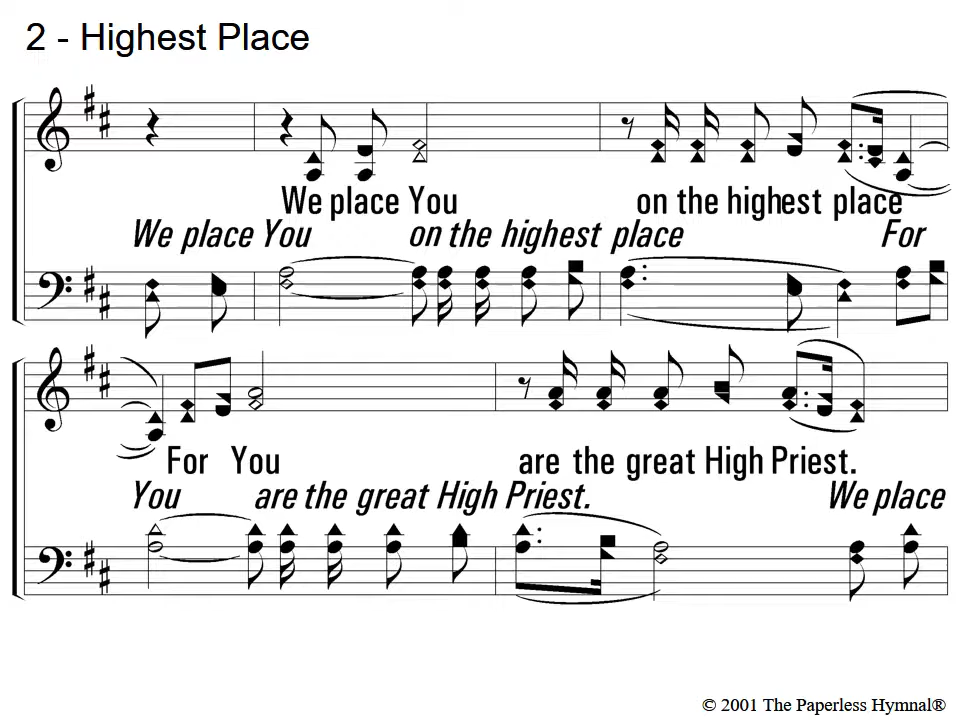 2 - Highest Place
We place You on the highest place
We place You on the highest place For
For You are the great High Priest.
You are the great High Priest. We place
© 2001 The Paperless Hymnal®